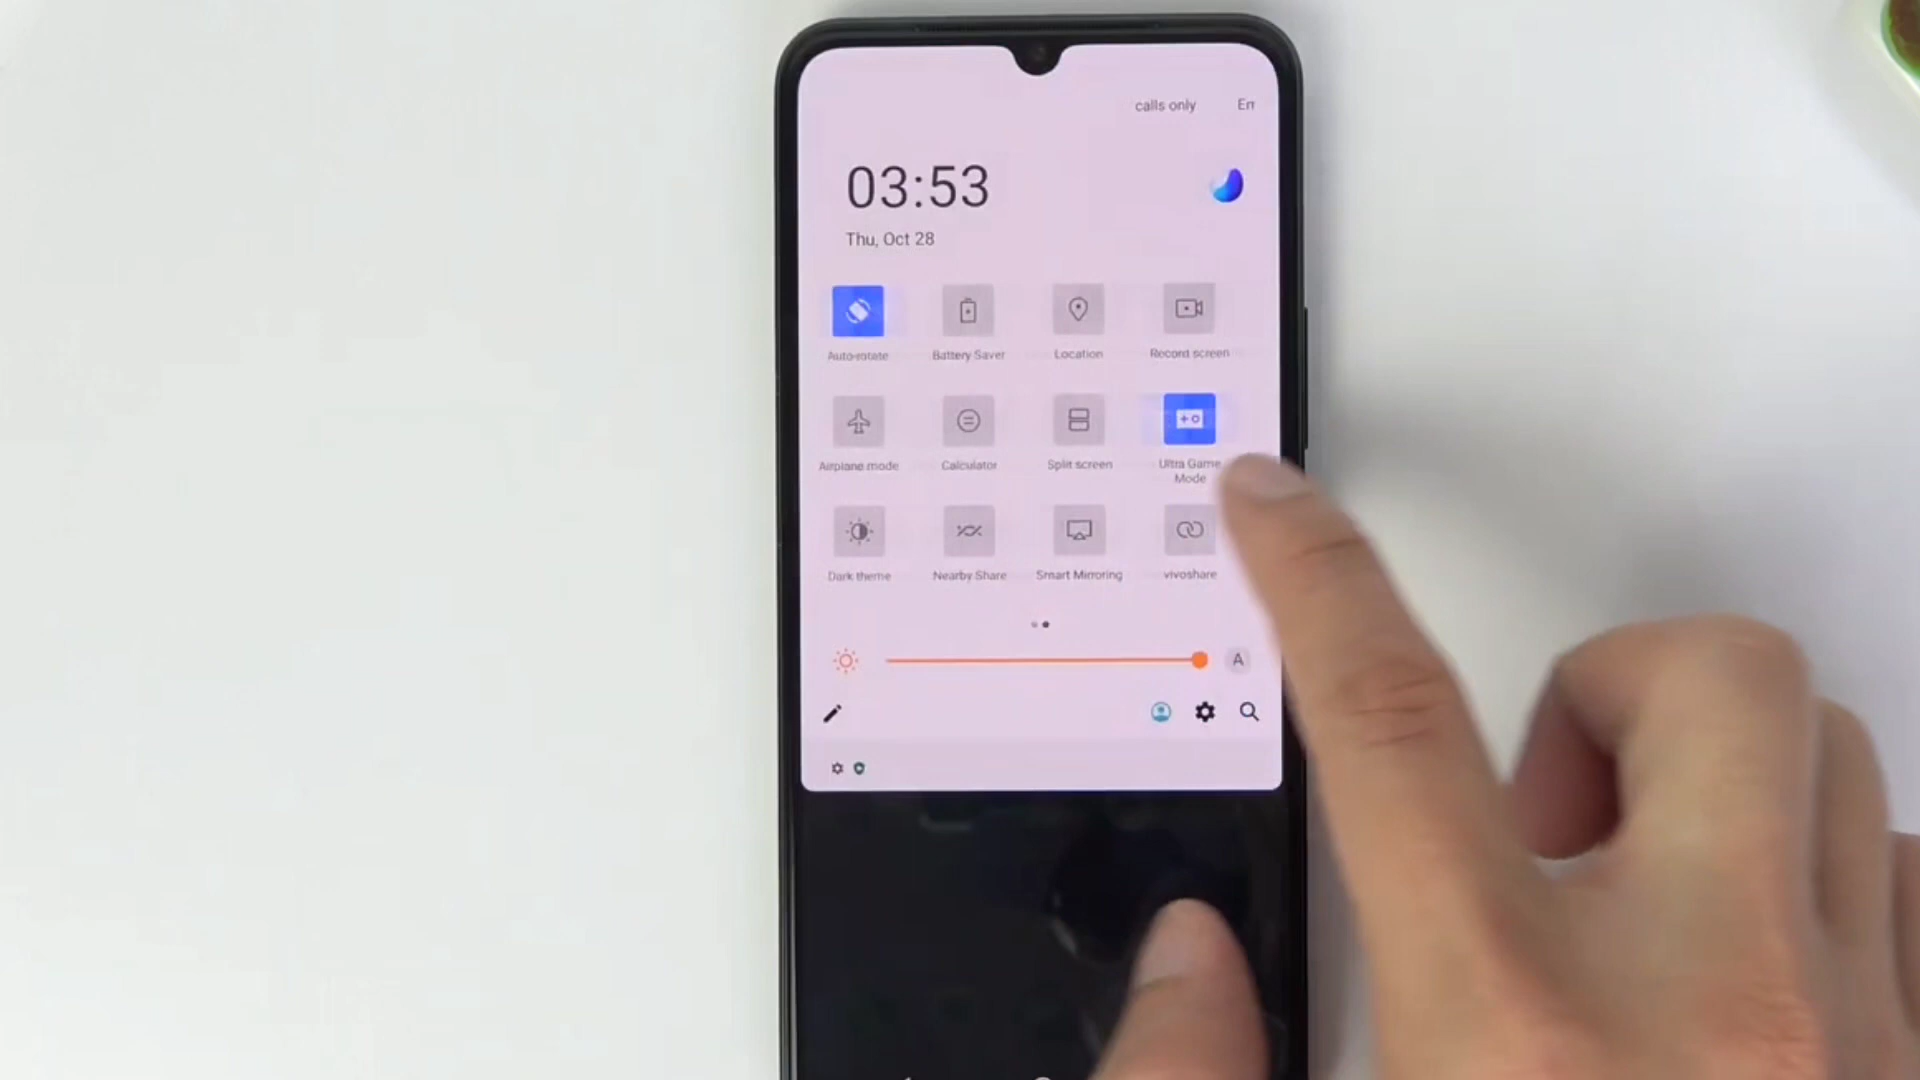 calls only Em
03:53
Thu, Oct 28
Auto-rotate Battery Saver Location Record screen
Airplane mode Calculator Split screen Ultra Game
Mode
Dark theme Nearby Share Smart Mirroring vivoshare
A